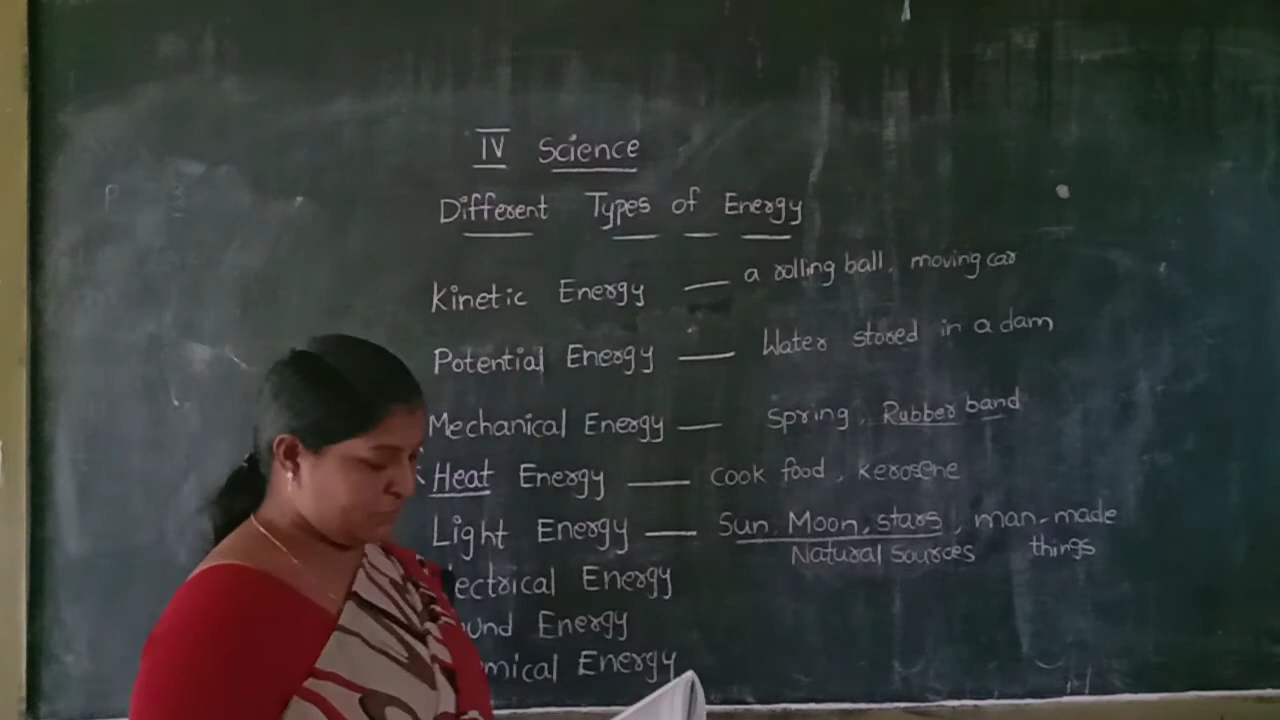 IV Science
Different Types of Energy
Kinetic Energy — a rolling ball, moving car
Potential Energy — Water stored in a dam
Mechanical Energy — Spring, Rubber band
Heat Energy — Cook food, kerosene
Light Energy — Sun, Moon, stars, man-made
Natural Sources things
ectrical Energy
und Energy
mical Energy